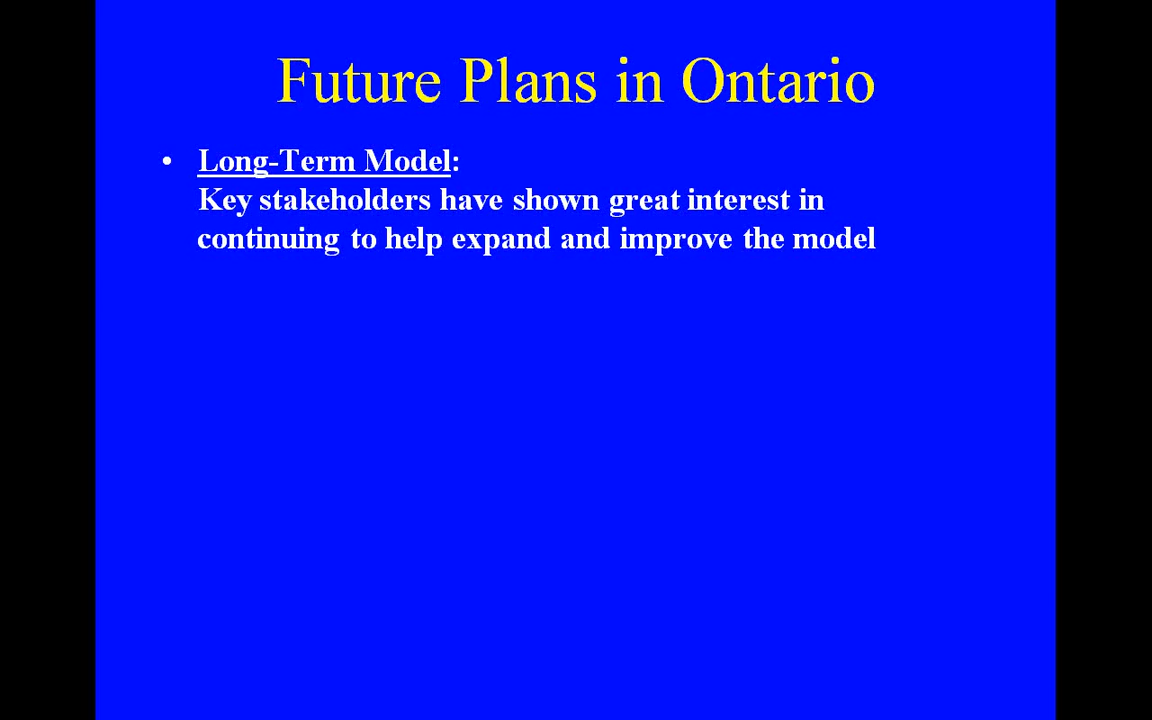 Future Plans in Ontario
• Long-Term Model:
Key stakeholders have shown great interest in
continuing to help expand and improve the model